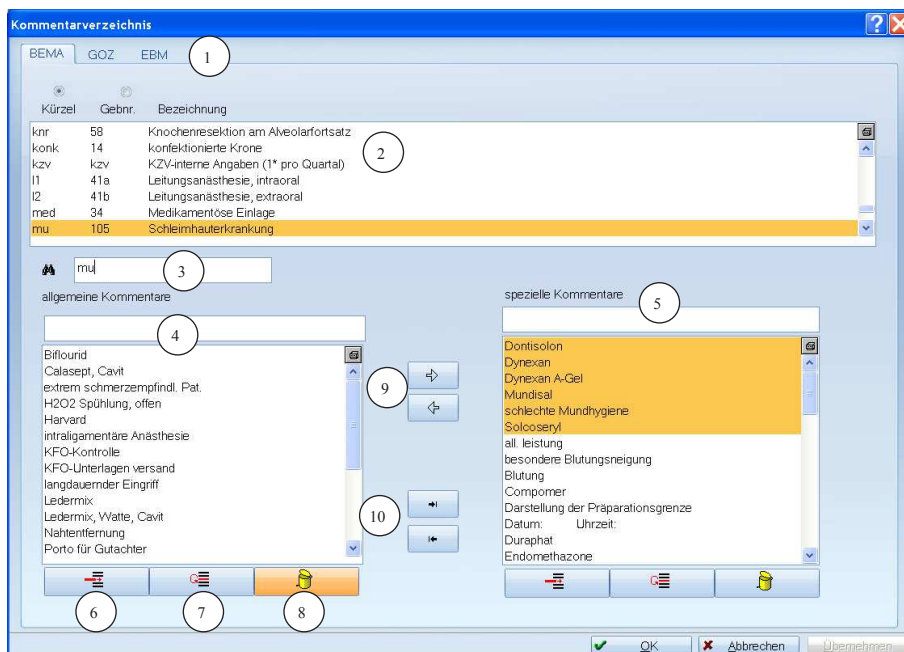 Kommentarverzeichnis
BEMA GOZ EBM 1
Kürzel Gebnr. Bezeichnung
knr 58 Knochenresektion am Alveolarfortsatz
konk 14 konfektionierte Krone
2
kzv kzv KZV-interne Angaben (1* pro Quartal)
l1 41a Leitungsanästhesie, intraoral
l2 41b Leitungsanästhesie, extraoral
med 34 Medikamentöse Einlage
mu 105 Schleimhauterkrankung
mu 3
allgemeine Kommentare
4
Biflourid
Calasept, Cavit
extrem schmerzempfindl. Pat.
H2O2 Spühlung, offen
Harvard
intraligamentäre Anästhesie
KFO-Kontrolle
KFO-Unterlagen versand
langdauernder Eingriff
Ledermix
Ledermix, Watte, Cavit
Nahtentfernung
Porto für Gutachter
6 7 8
9
10
spezielle Kommentare 5
Dontisolon
Dynexan
Dynexan A-Gel
Mundisal
schlechte Mundhygiene
Solcoseryl
all. leistung
besondere Blutungsneigung
Blutung
Compomer
Darstellung der Präparationsgrenze
Datum: Uhrzeit:
Duraphat
Endomethazone
OK Abbrechen Übernehmen